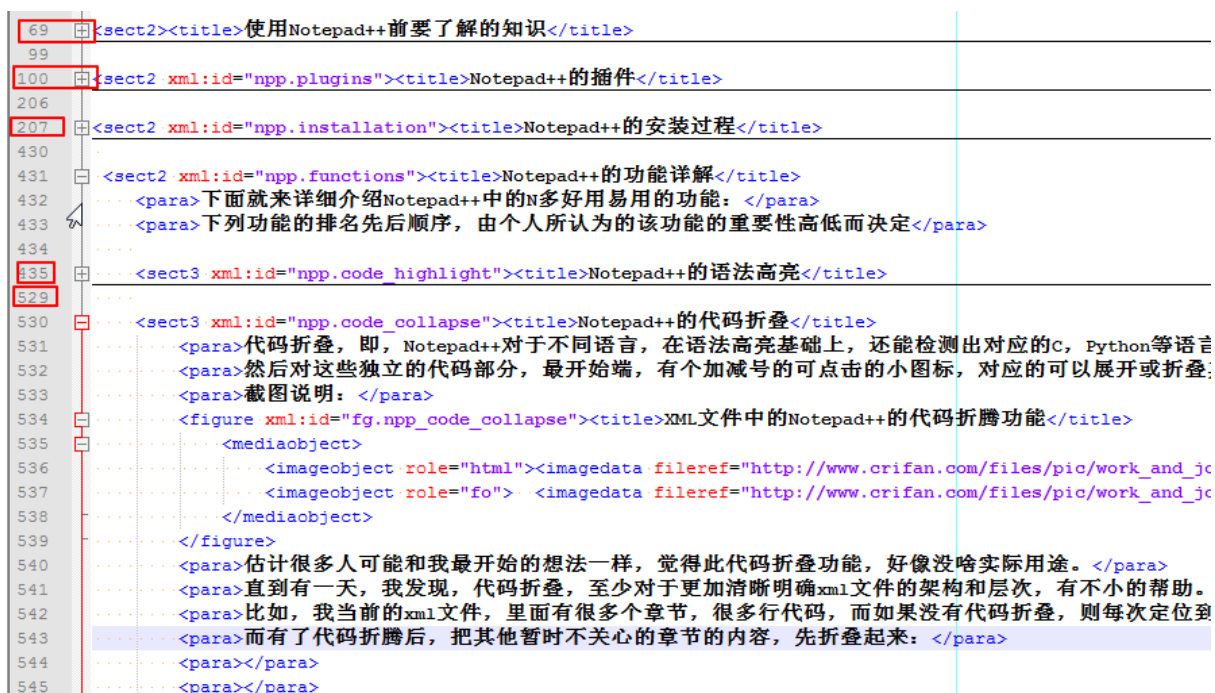 69 <sect2><title>使用Notepad++前要了解的知识</title>
99
100 <sect2 xml:id="npp.plugins"><title>Notepad++的插件</title>
206
207 <sect2 xml:id="npp.installation"><title>Notepad++的安装过程</title>
430
431 <sect2 xml:id="npp.functions"><title>Notepad++的功能详解</title>
432 <para>下面就来详细介绍Notepad++中的N多好用易用的功能：</para>
433 <para>下列功能的排名先后顺序，由个人所认为的该功能的重要性高低而决定</para>
434
435 <sect3 xml:id="npp.code_highlight"><title>Notepad++的语法高亮</title>
529
530 <sect3 xml:id="npp.code_collapse"><title>Notepad++的代码折叠</title>
531 <para>代码折叠，即，Notepad++对于不同语言，在语法高亮基础上，还能检测出对应的C，Python等语言
532 <para>然后对这些独立的代码部分，最开始端，有个加减号的可点击的小图标，对应的可以展开或折叠
533 <para>截图说明：</para>
534 <figure xml:id="fg.npp_code_collapse"><title>XML文件中的Notepad++的代码折腾功能</title>
535 <mediaobject>
536 <imageobject role="html"><imagedata fileref="http://www.crifan.com/files/pic/work_and_jo
537 <imageobject role="fo"> <imagedata fileref="http://www.crifan.com/files/pic/work_and_jo
538 </mediaobject>
539 </figure>
540 <para>估计很多人可能和我最开始的想法一样，觉得此代码折叠功能，好像没啥实际用途。</para>
541 <para>直到有一天，我发现，代码折叠，至少对于更加清晰明确xml文件的架构和层次，有不小的帮助。
542 <para>比如，我当前的xml文件，里面有很多个章节，很多行代码，而如果没有代码折叠，则每次定位到
543 <para>而有了代码折腾后，把其他暂时不关心的章节的内容，先折叠起来：</para>
544 <para></para>
545 <para></para>